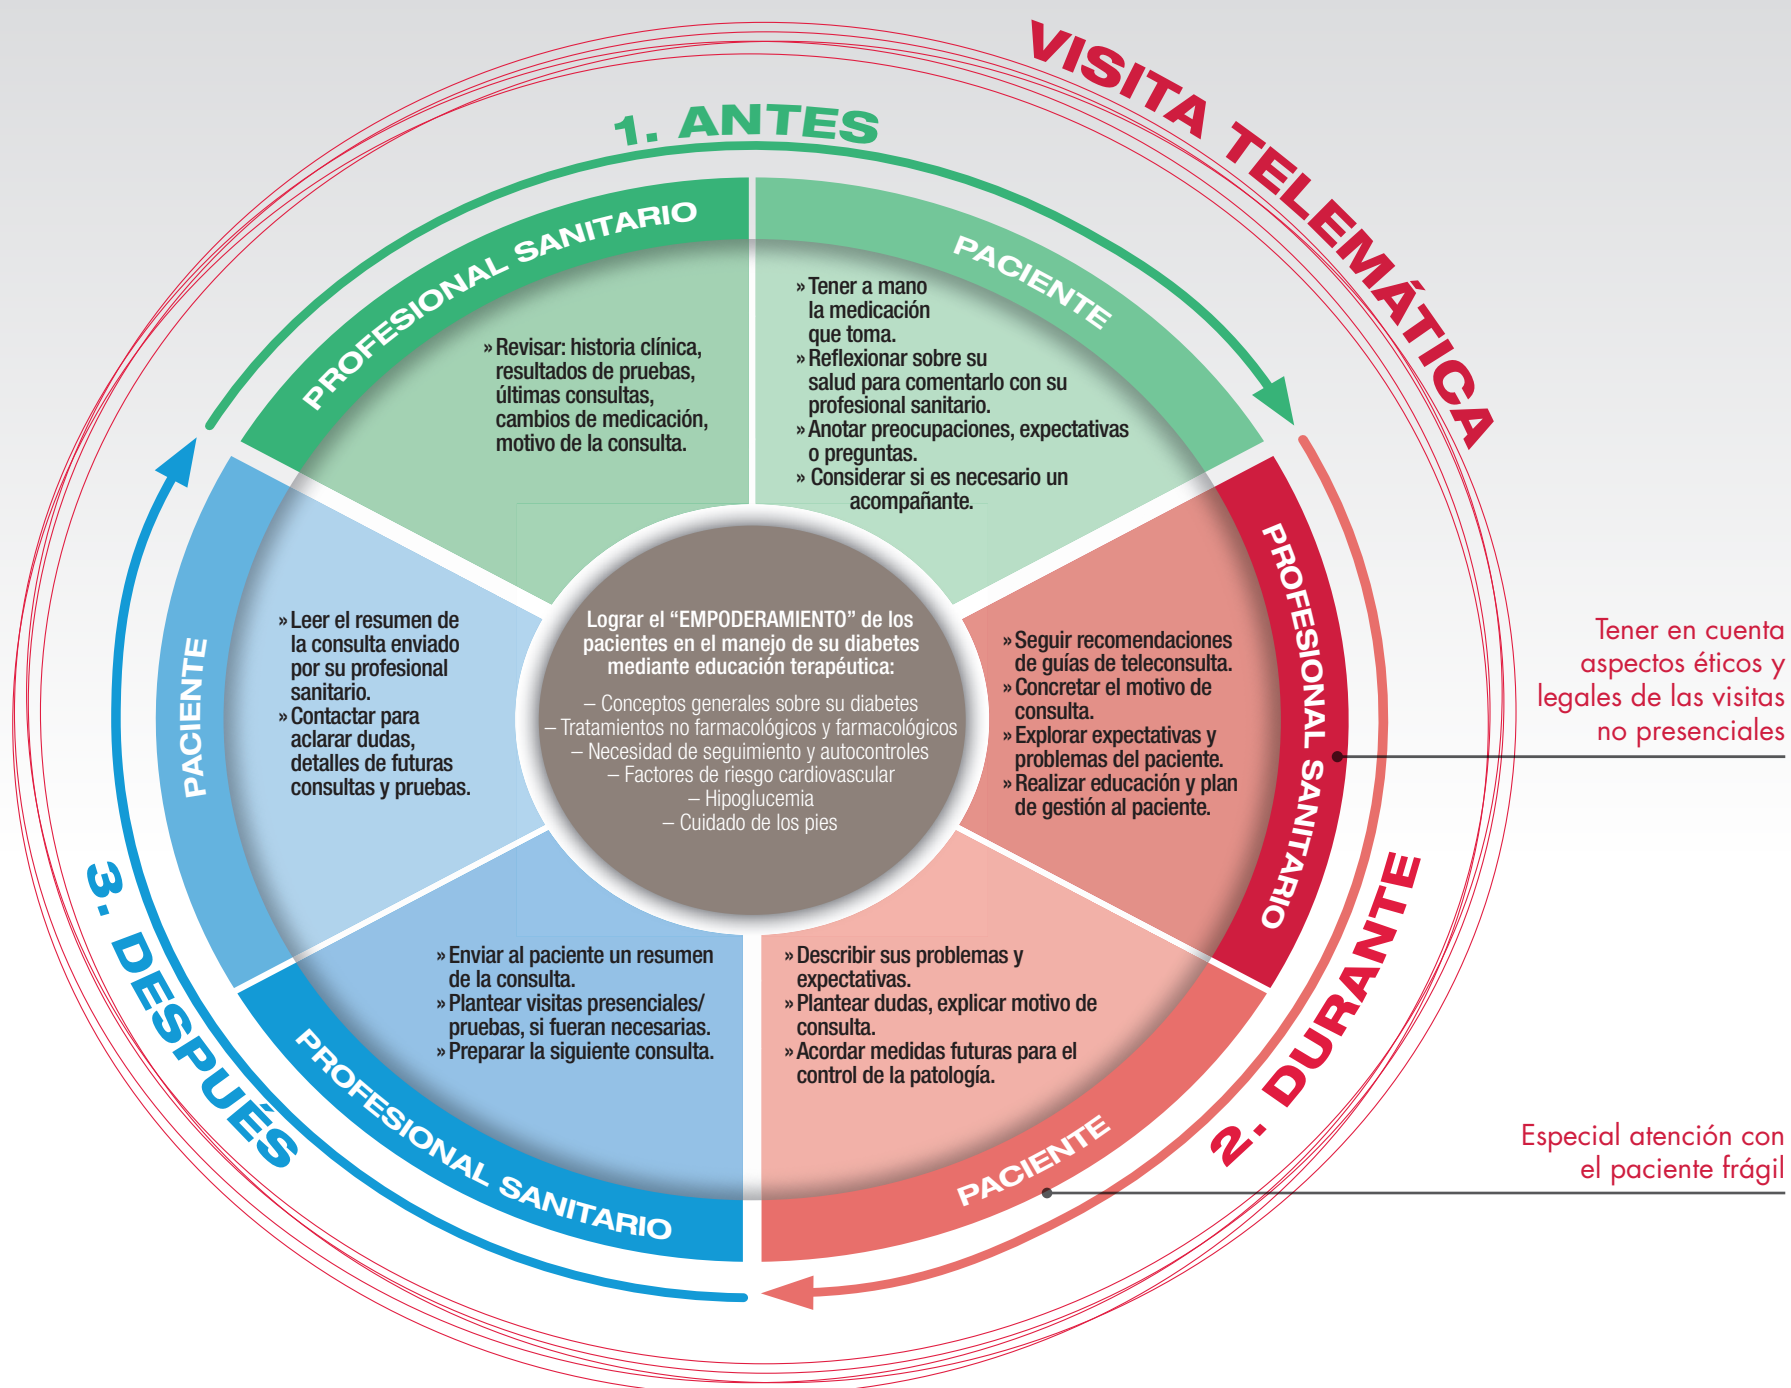 VISITA TELEMÁTICA
1. ANTES
PROFESIONAL SANITARIO
» Revisar: historia clínica,
resultados de pruebas,
últimas consultas,
cambios de medicación,
motivo de la consulta.
PACIENTE
» Tener a mano
la medicación
que toma.
» Reflexionar sobre su
salud para comentarlo con su
profesional sanitario.
» Anotar preocupaciones, expectativas
o preguntas.
» Considerar si es necesario un
acompañante.
2. DURANTE
PROFESIONAL SANITARIO
» Seguir recomendaciones
de guías de teleconsulta.
» Concretar el motivo de
consulta.
» Explorar expectativas y
problemas del paciente.
» Realizar educación y plan
de gestión al paciente.
Tener en cuenta
aspectos éticos y
legales de las visitas
no presenciales
PACIENTE
» Describir sus problemas y
expectativas.
» Plantear dudas, explicar motivo de
consulta.
» Acordar medidas futuras para el
control de la patología.
Especial atención con
el paciente frágil
3. DESPUÉS
PROFESIONAL SANITARIO
» Enviar al paciente un resumen
de la consulta.
» Plantear visitas presenciales/
pruebas, si fueran necesarias.
» Preparar la siguiente consulta.
PACIENTE
» Leer el resumen de
la consulta enviado
por su profesional
sanitario.
» Contactar para
aclarar dudas,
detalles de futuras
consultas y pruebas.
Lograr el “EMPODERAMIENTO” de los
pacientes en el manejo de su diabetes
mediante educación terapéutica:
– Conceptos generales sobre su diabetes
– Tratamientos no farmacológicos y farmacológicos
– Necesidad de seguimiento y autocontroles
– Factores de riesgo cardiovascular
– Hipoglucemia
– Cuidado de los pies